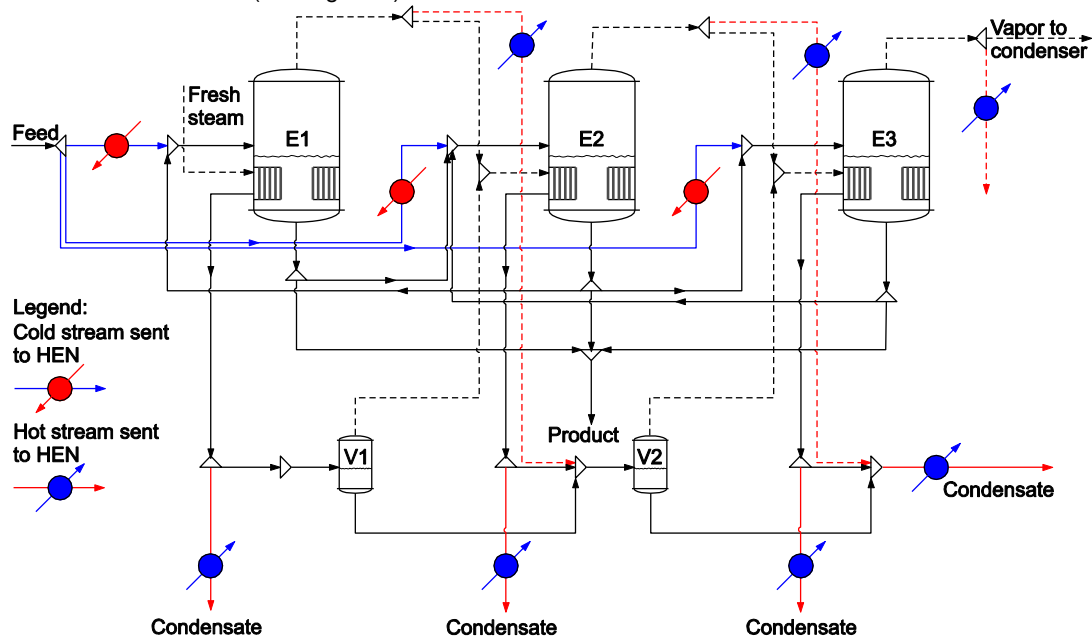 Vapor to
condenser
Fresh
steam
Feed
E1
E2
E3
Legend:
Cold stream sent
to HEN
Hot stream sent
to HEN
Product
V1
V2
Condensate
Condensate
Condensate
Condensate